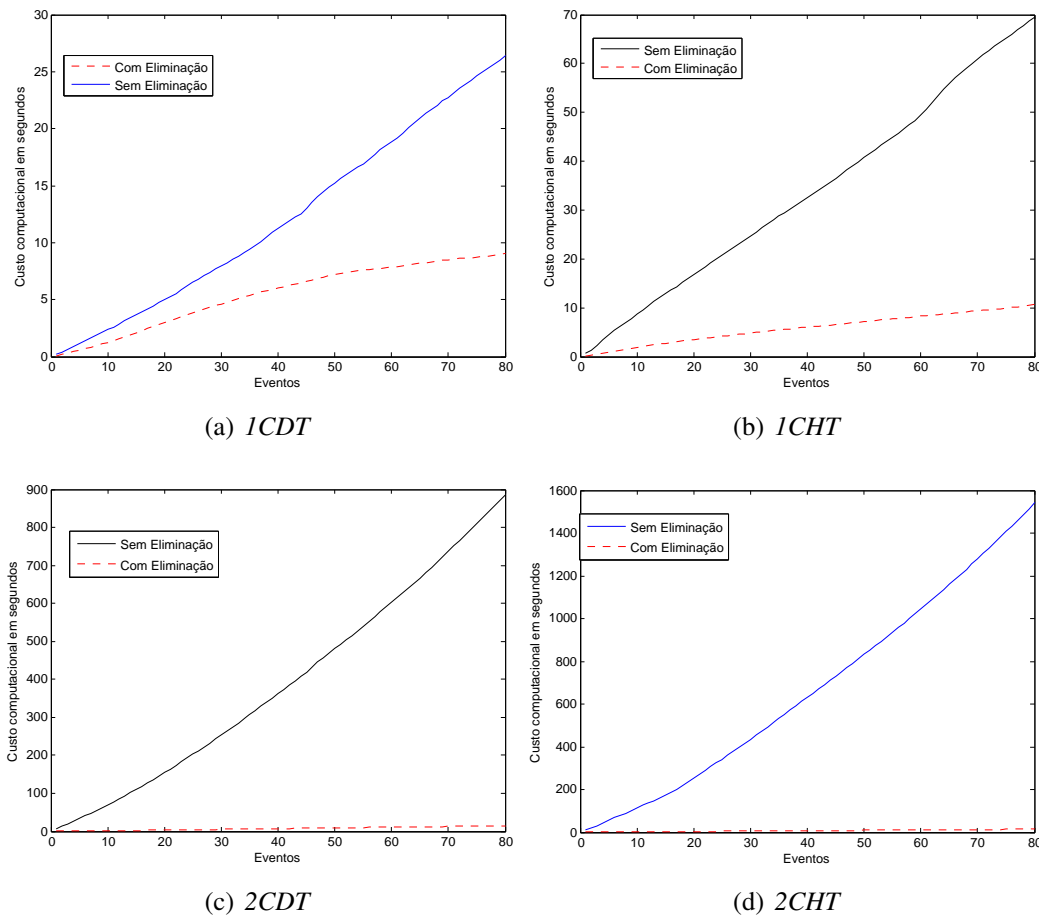 30
25
20
15
10
5
0
0 10 20 30 40 50 60 70 80
Custo computacional em segundos
Eventos
Com Eliminação
Sem Eliminação
(a) 1CDT
70
60
50
40
30
20
10
0
0 10 20 30 40 50 60 70 80
Custo computacional em segundos
Eventos
Sem Eliminação
Com Eliminação
(b) 1CHT
900
800
700
600
500
400
300
200
100
0
0 10 20 30 40 50 60 70 80
Custo computacional em segundos
Eventos
Sem Eliminação
Com Eliminação
(c) 2CDT
1600
1400
1200
1000
800
600
400
200
0
0 10 20 30 40 50 60 70 80
Custo computacional em segundos
Eventos
Sem Eliminação
Com Eliminação
(d) 2CHT